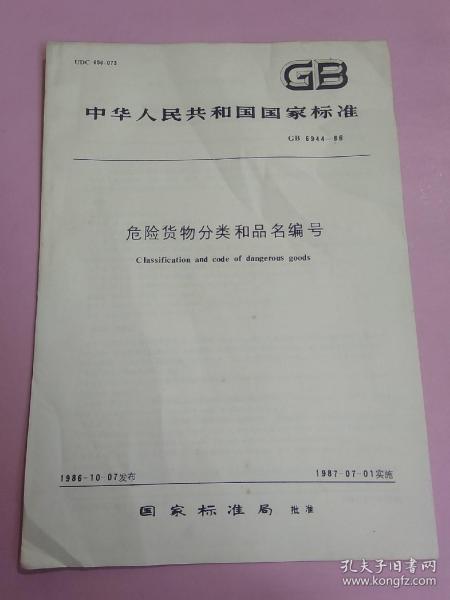 UDC 656.073
GB
中华人民共和国国家标准
GB 6944—86
危险货物分类和品名编号
Classification and code of dangerous goods
1986-10-07发布
1987-07-01实施
国家标准局 批准
孔夫子旧书网
www.kongfz.com